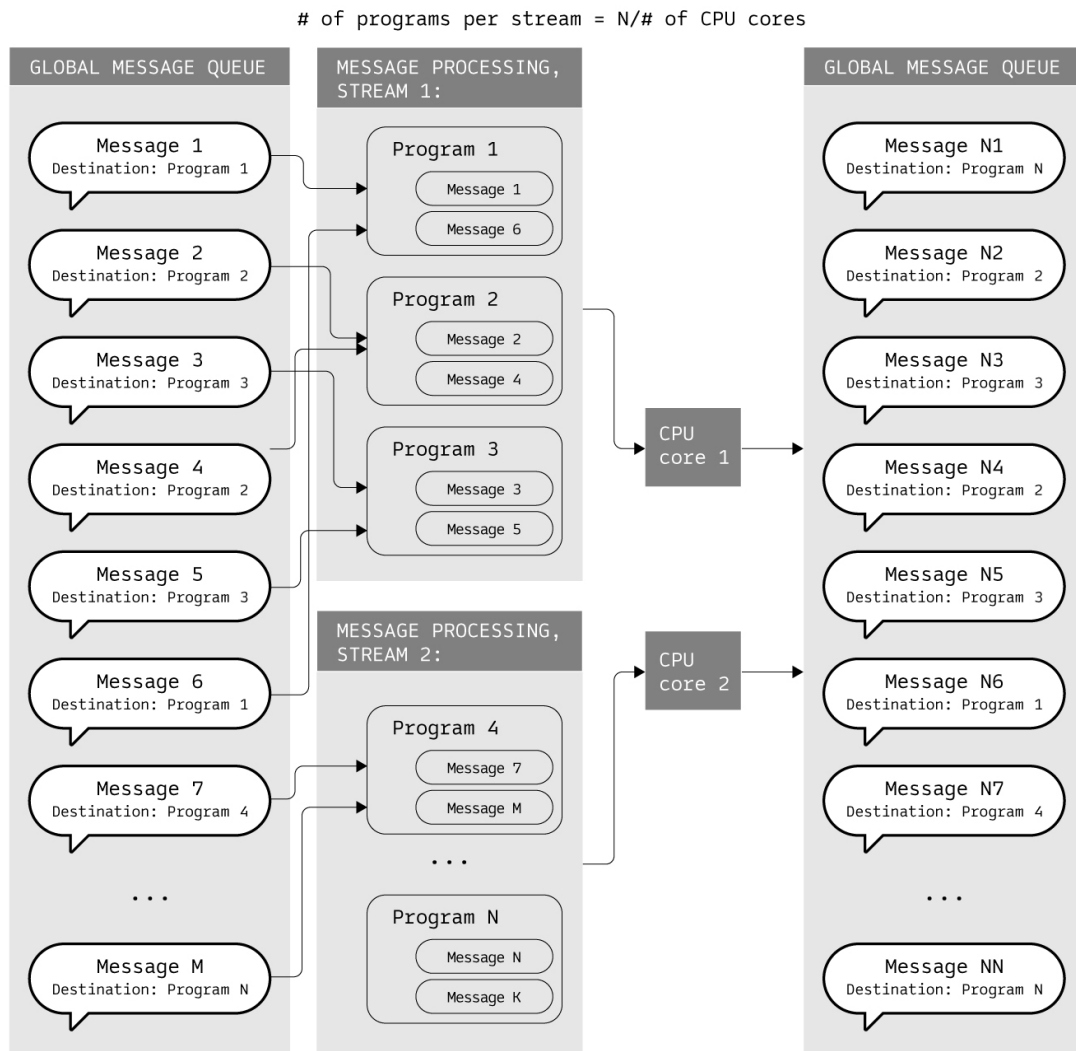 # of programs per stream = N/# of CPU cores
GLOBAL MESSAGE QUEUE
Message 1
Destination: Program 1
Message 2
Destination: Program 2
Message 3
Destination: Program 3
Message 4
Destination: Program 2
Message 5
Destination: Program 3
Message 6
Destination: Program 1
Message 7
Destination: Program 4
...
Message M
Destination: Program N
MESSAGE PROCESSING,
STREAM 1:
Program 1
Message 1
Message 6
Program 2
Message 2
Message 4
Program 3
Message 3
Message 5
MESSAGE PROCESSING,
STREAM 2:
Program 4
Message 7
Message M
...
Program N
Message N
Message K
CPU
core 1
CPU
core 2
GLOBAL MESSAGE QUEUE
Message N1
Destination: Program N
Message N2
Destination: Program 2
Message N3
Destination: Program 3
Message N4
Destination: Program 2
Message N5
Destination: Program 3
Message N6
Destination: Program 1
Message N7
Destination: Program 4
...
Message NN
Destination: Program N